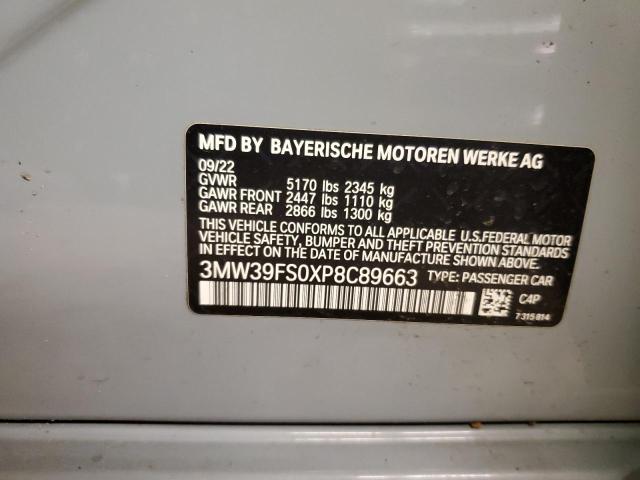 MFD BY BAYERISCHE MOTOREN WERKE AG
09/22
GVWR 5170 lbs 2345 kg
GAWR FRONT 2447 lbs 1110 kg
GAWR REAR 2866 lbs 1300 kg
THIS VEHICLE CONFORMS TO ALL APPLICABLE U.S.FEDERAL MOTOR
VEHICLE SAFETY, BUMPER AND THEFT PREVENTION STANDARDS
IN EFFECT ON THE DATE OF MANUFACTURE SHOWN ABOVE.
3MW39FS0XP8C89663 TYPE: PASSENGER CAR
C4P
7 315 814